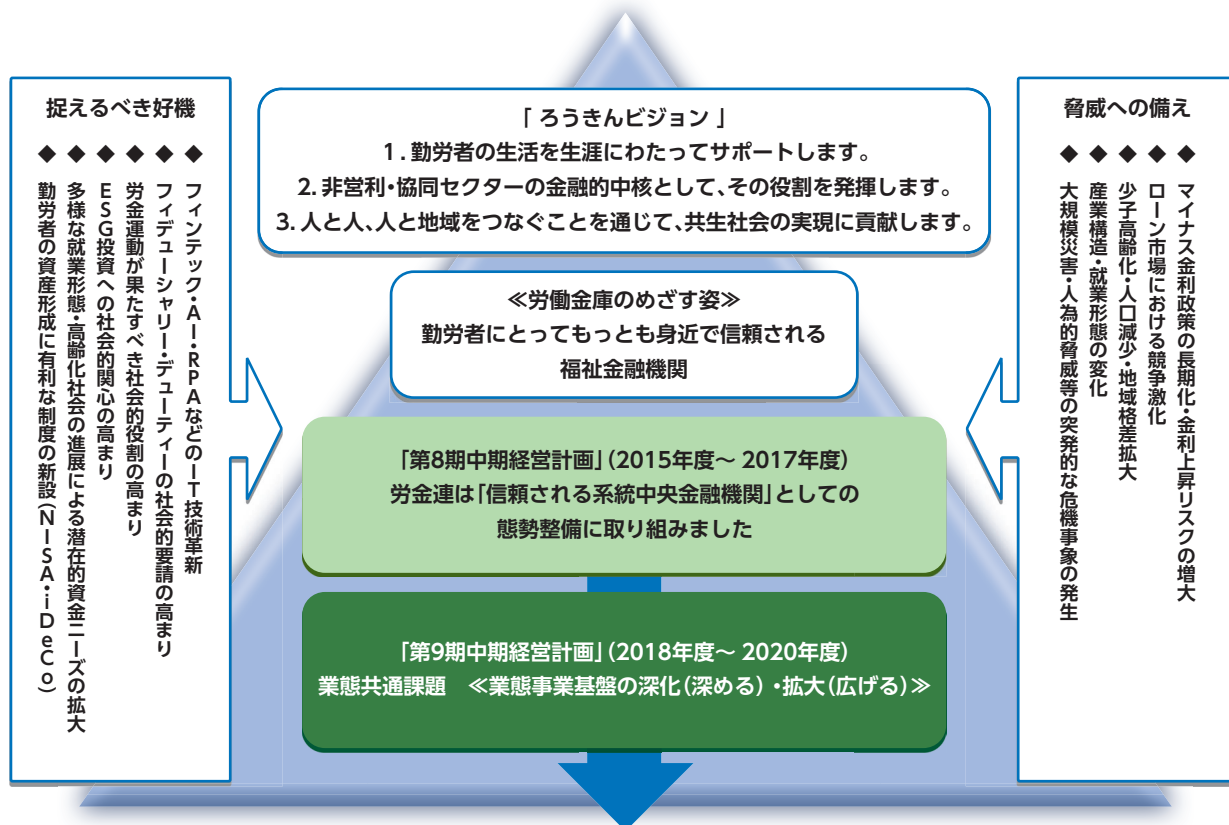 捉えるべき好機
◆ フィンテック・AI・RPAなどのIT技術革新
◆ フィデューシャリー・デューティーの社会的要請の高まり
◆ 労金運動が果たすべき社会的役割の高まり
◆ ESG投資への社会的関心の高まり
◆ 多様な就業形態・高齢化社会の進展による潜在的資金ニーズの拡大
◆ 勤労者の資産形成に有利な制度の新設（NISA・iDeCo）
「 ろうきんビジョン 」
1 . 勤労者の生活を生涯にわたってサポートします。
2. 非営利・協同セクターの金融的中核として、その役割を発揮します。
3. 人と人、人と地域をつなぐことを通じて、共生社会の実現に貢献します。
≪労働金庫のめざす姿≫
勤労者にとってもっとも身近で信頼される
福祉金融機関
「第8期中期経営計画」（2015年度～ 2017年度）
労金連は「信頼される系統中央金融機関」としての
態勢整備に取り組みました
「第9期中期経営計画」（2018年度～ 2020年度）
業態共通課題　≪業態事業基盤の深化（深める）・拡大（広げる）≫
脅威への備え
◆ マイナス金利政策の長期化・金利上昇リスクの増大
◆ ローン市場における競争激化
◆ 少子高齢化・人口減少・地域格差拡大
◆ 産業構造・就業形態の変化
◆ 大規模災害・人為的脅威等の突発的な危機事象の発生